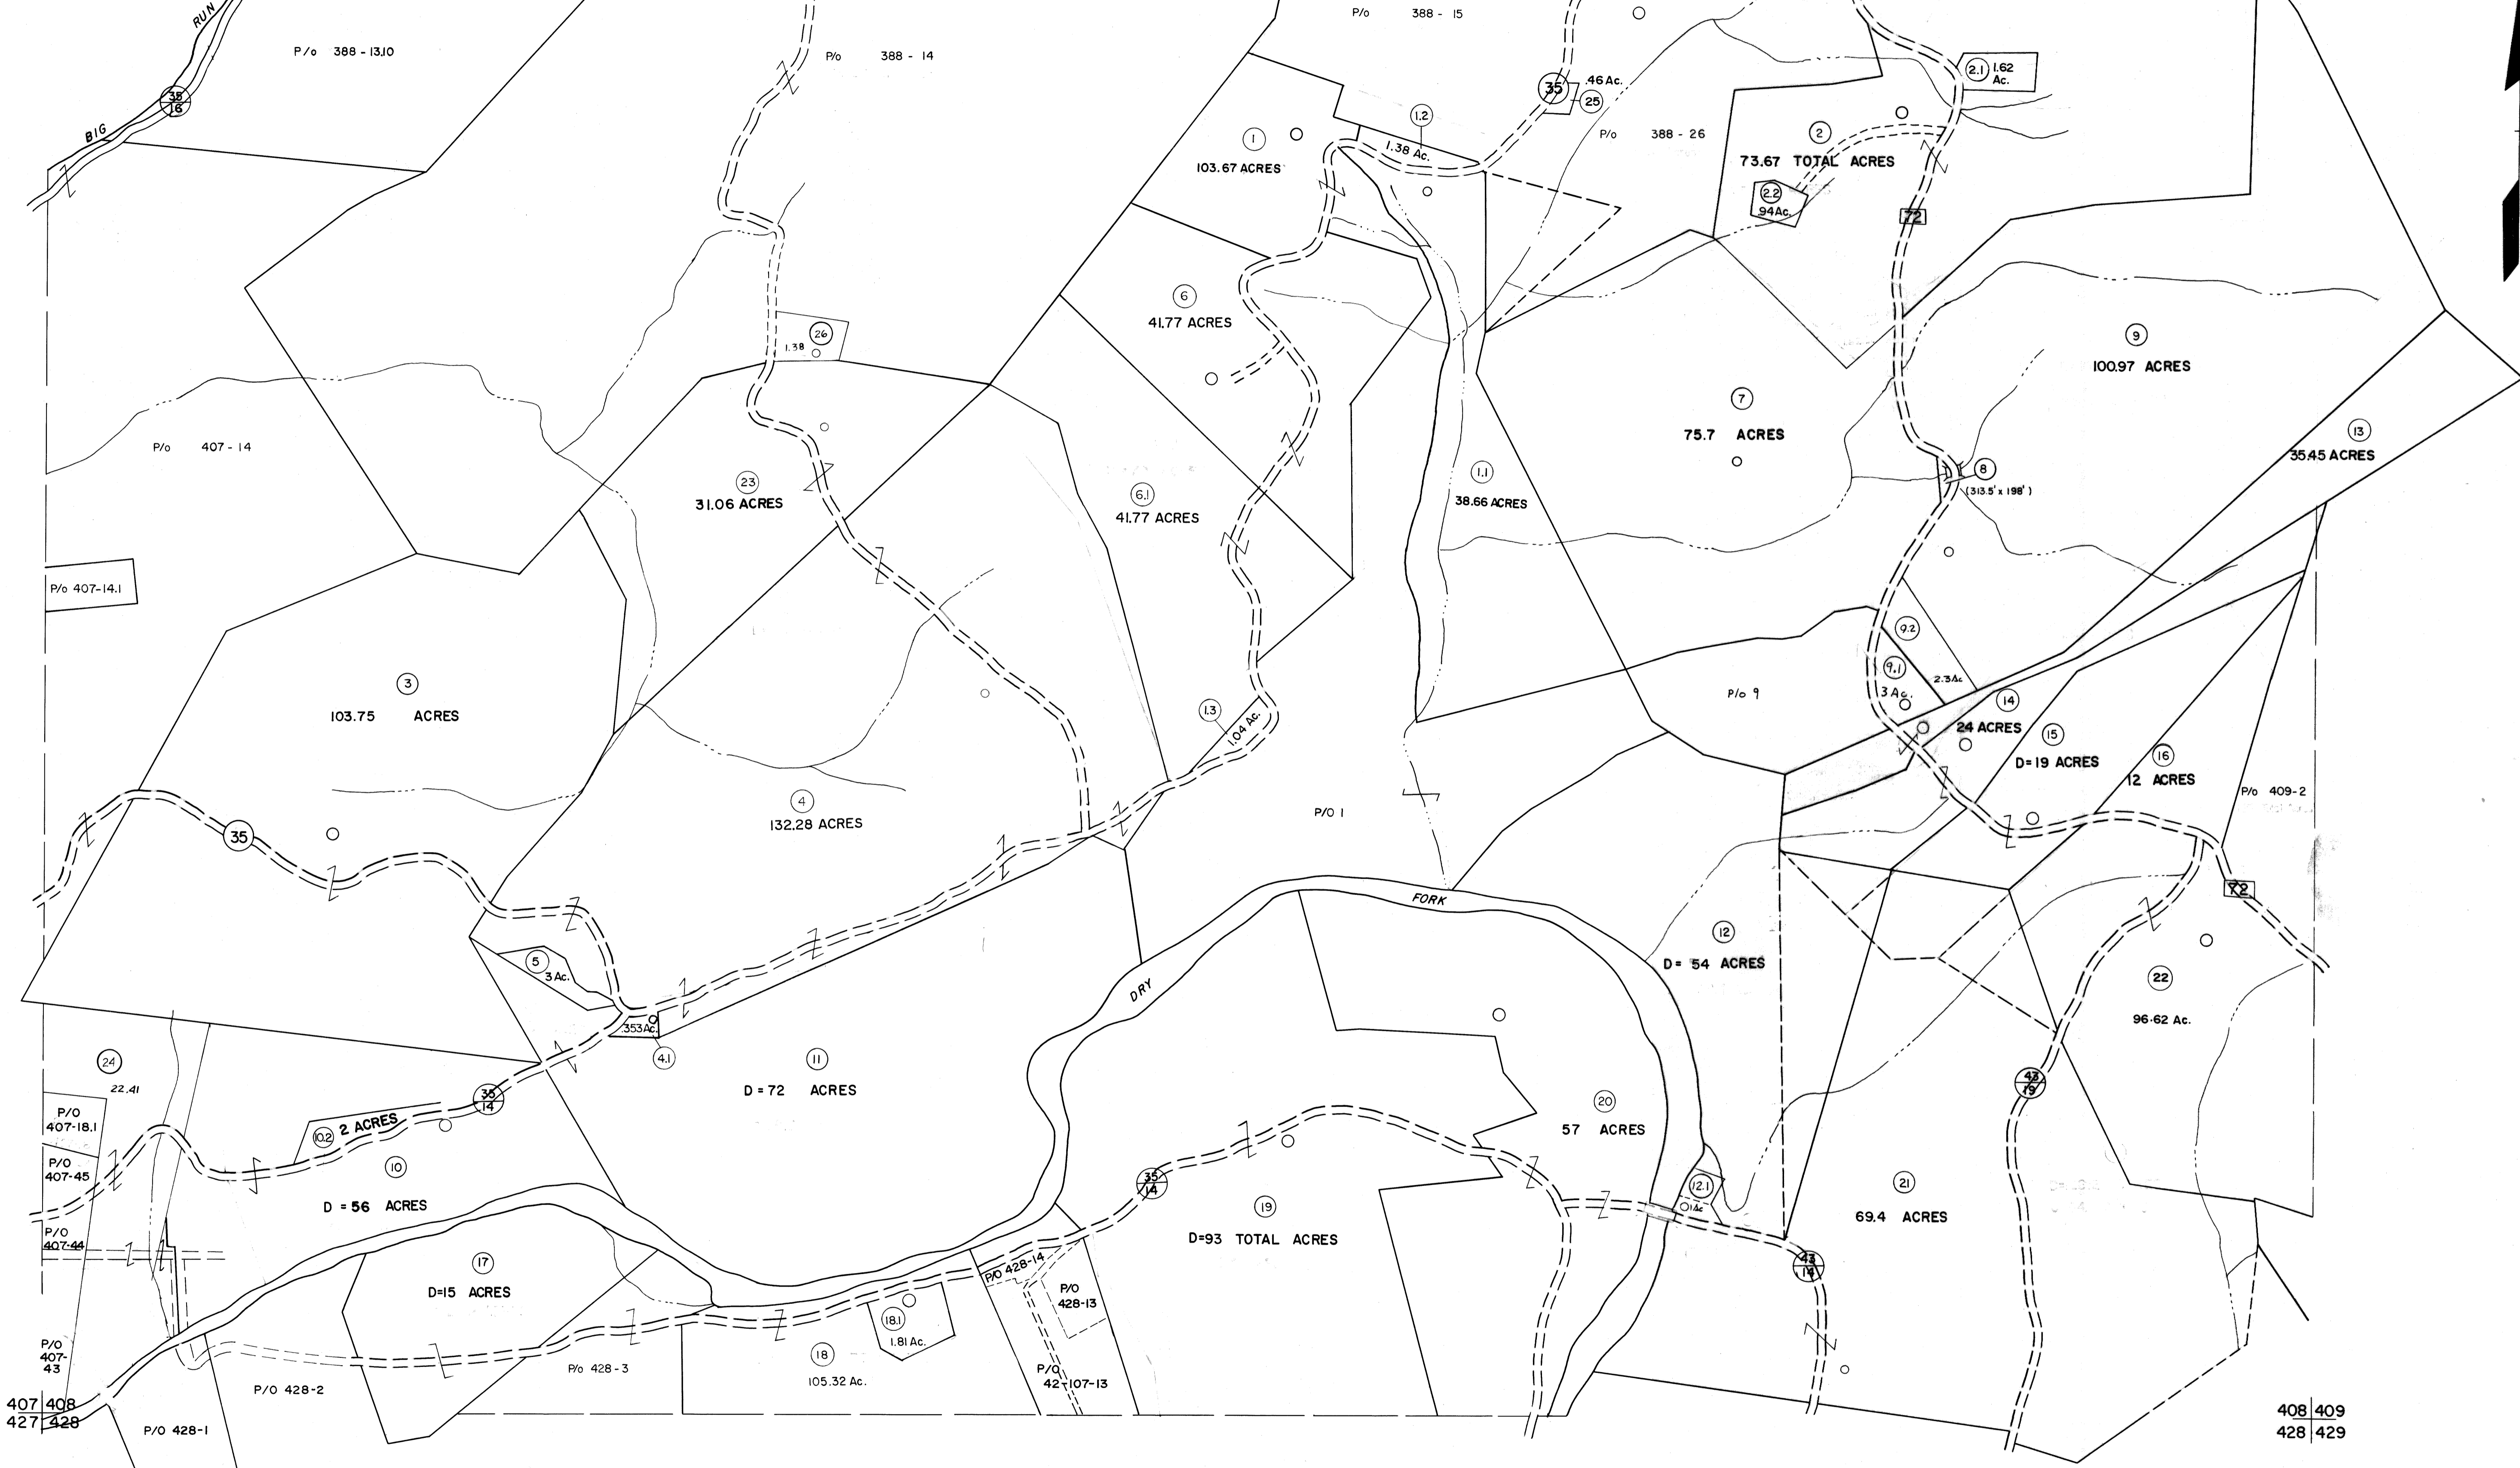 RUN
BIG
35
16
P/o 388 - 13.10
P/o 388 - 14
P/o 388 - 15
35
.46 Ac.
25
2.1
1.62
Ac.
1.2
1.38 Ac.
1
103.67 ACRES
P/o 388 - 26
2
73.67 TOTAL ACRES
2.2
.94Ac.
72
6
41.77 ACRES
26
1.38
9
100.97 ACRES
7
75.7 ACRES
13
35.45 ACRES
P/o 407 - 14
23
31.06 ACRES
6.1
41.77 ACRES
1.1
38.66 ACRES
8
(313.5' x 198')
P/o 407-14.1
9.2
9.1
3 Ac.
2.3Ac
P/o 9
3
103.75 ACRES
1.3
1.04 Ac.
14
24 ACRES
15
D=19 ACRES
16
12 ACRES
P/o 409-2
4
132.28 ACRES
P/O 1
35
72
FORK
DRY
12
D= 54 ACRES
22
96.62 Ac.
5
3 Ac.
.353Ac.
4.1
24
22.41
11
D = 72 ACRES
43
19
35
14
P/O
407-18.1
10.2
2 ACRES
20
57 ACRES
P/O
407-45
10
D = 56 ACRES
35
14
19
D=93 TOTAL ACRES
12.1
1Ac
21
69.4 ACRES
P/O
407-44
17
D=15 ACRES
P/O 428-14
P/O
428-13
43
14
18.1
1.81 Ac.
18
105.32 Ac.
P/O
407-
43
P/o 428-3
P/O
42-107-13
P/O 428-2
P/O 428-1
407 408
427 428
408 409
428 429